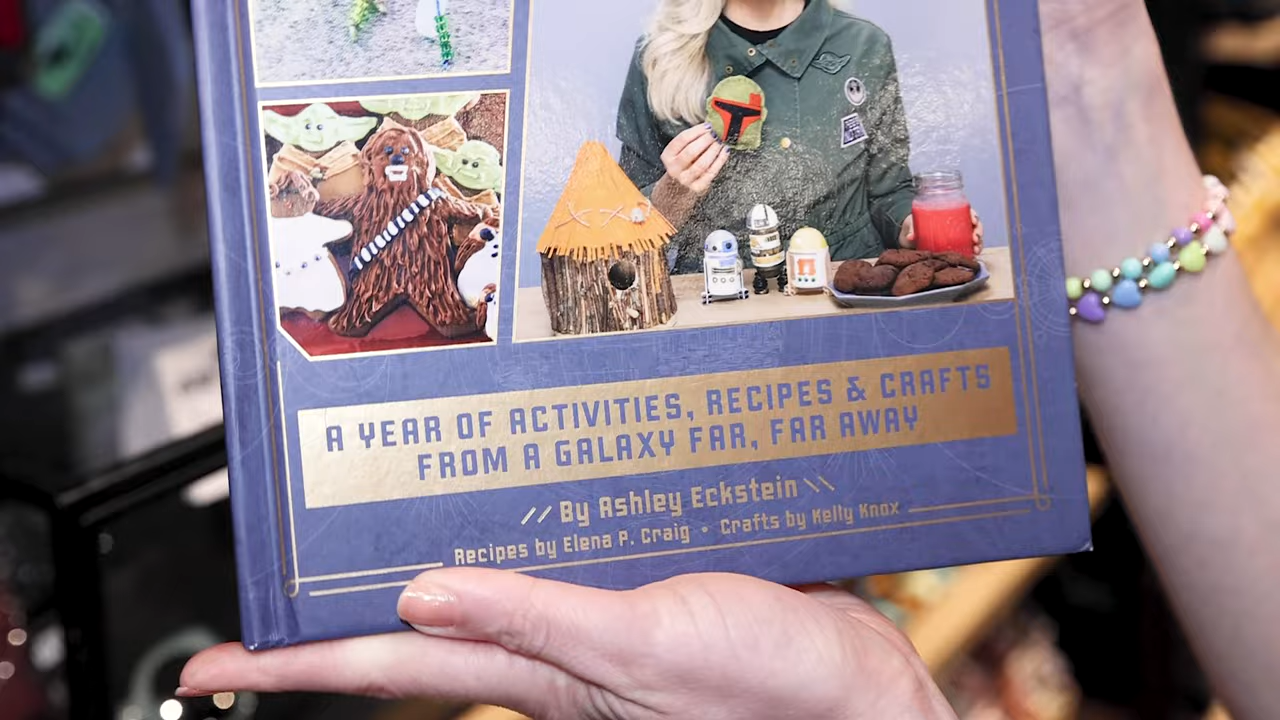 A YEAR OF ACTIVITIES, RECIPES & CRAFTS
FROM A GALAXY FAR, FAR AWAY
// By Ashley Eckstein \\
Recipes by Elena P. Craig • Crafts by Kelly Knox